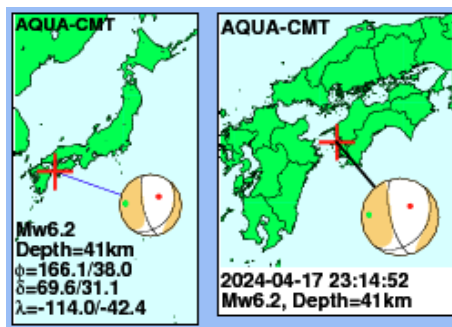 AQUA-CMT
Mw6.2
Depth=41km
ϕ=166.1/38.0
δ=69.6/31.1
λ=-114.0/-42.4
AQUA-CMT
2024-04-17 23:14:52
Mw6.2, Depth=41km